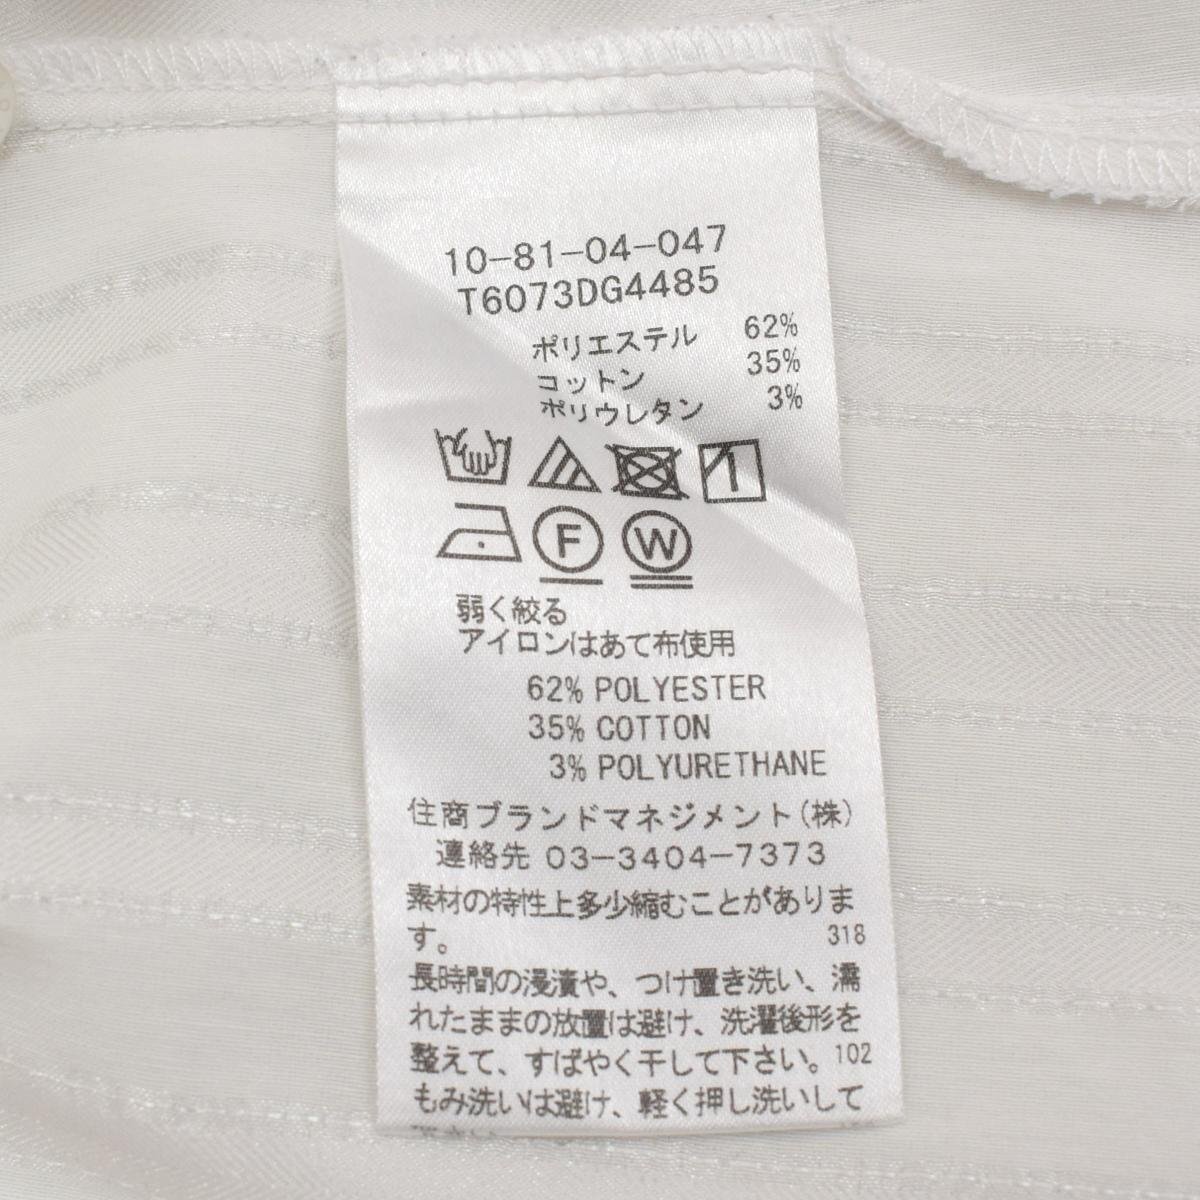 10-81-04-047
T6073DG4485
ポリエステル 62%
コットン 35%
ポリウレタン 3%
1
F W
弱く絞る
アイロンはあて布使用
62% POLYESTER
35% COTTON
3% POLYURETHANE
住商ブランドマネジメント(株)
連絡先 03-3404-7373
素材の特性上多少縮むことがありま
す。 318
長時間の浸漬や、つけ置き洗い、濡
れたままの放置は避け、洗濯後形を
整えて、すばやく干して下さい。102
もみ洗いは避け、軽く押し洗いして